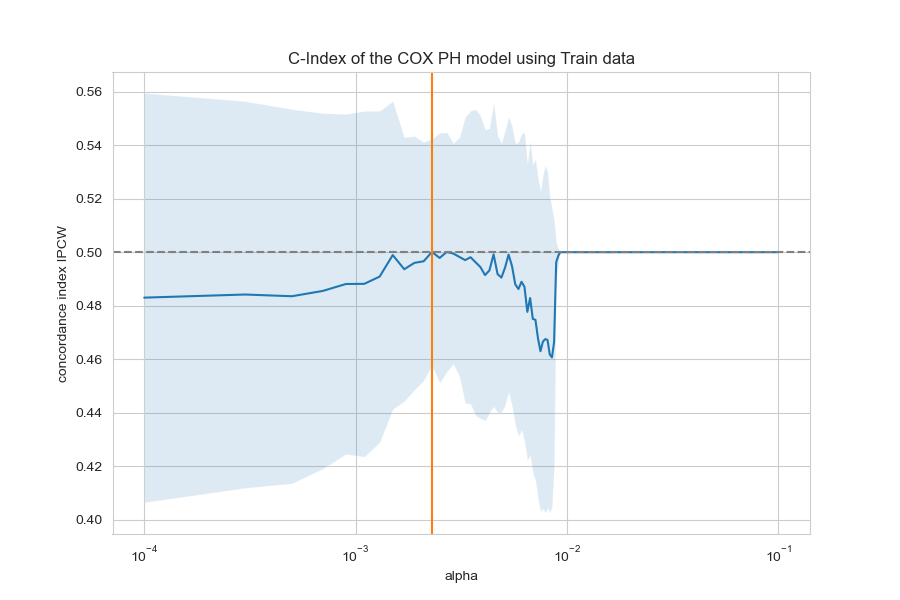 C-Index of the COX PH model using Train data
concordance index IPCW
0.56
0.54
0.52
0.50
0.48
0.46
0.44
0.42
0.40
10⁻⁴ 10⁻³ 10⁻² 10⁻¹
alpha